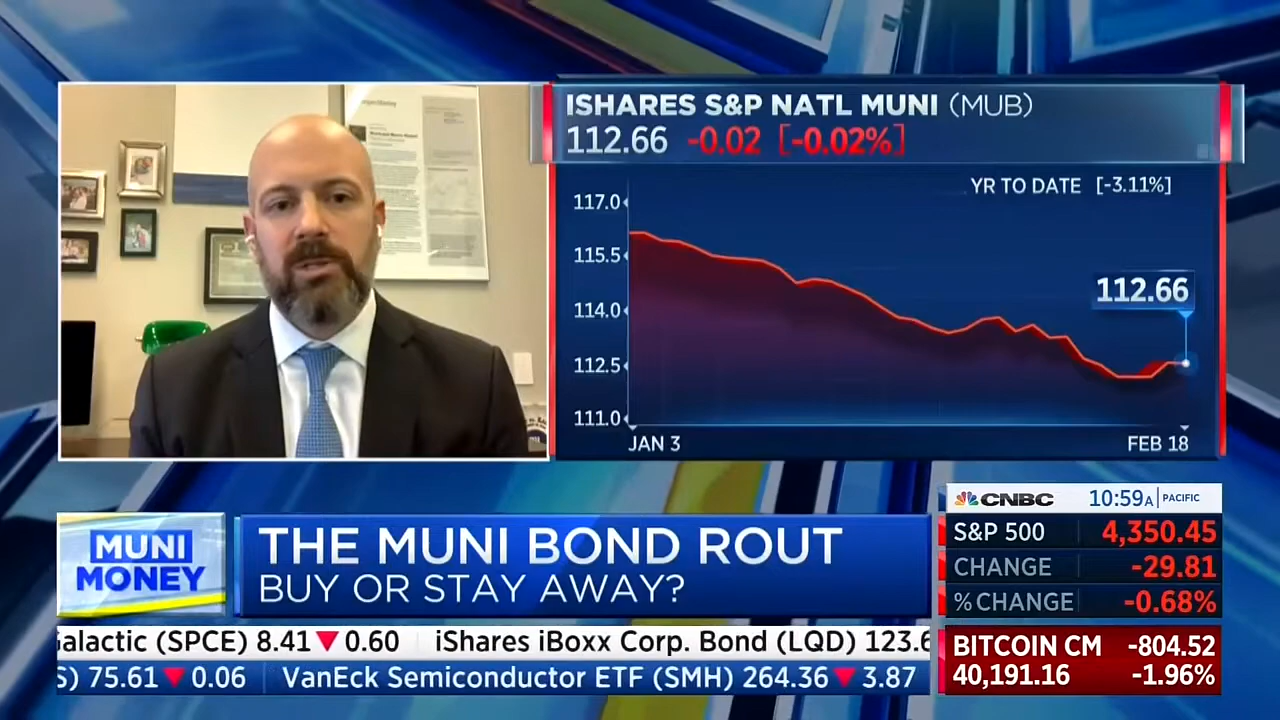 ISHARES S&P NATL MUNI (MUB)
112.66 -0.02 [-0.02%]
YR TO DATE [-3.11%]
117.0
115.5
114.0
112.5
111.0
112.66
JAN 3 FEB 18
MUNI
MONEY
THE MUNI BOND ROUT
BUY OR STAY AWAY?
CNBC 10:59A PACIFIC
S&P 500 4,350.45
CHANGE -29.81
% CHANGE -0.68%
BITCOIN CM -804.52
40,191.16 -1.96%
Galactic (SPCE) 8.41 ▼ 0.60 iShares iBoxx Corp. Bond (LQD) 123.6
S) 75.61 ▼ 0.06 VanEck Semiconductor ETF (SMH) 264.36 ▼ 3.87